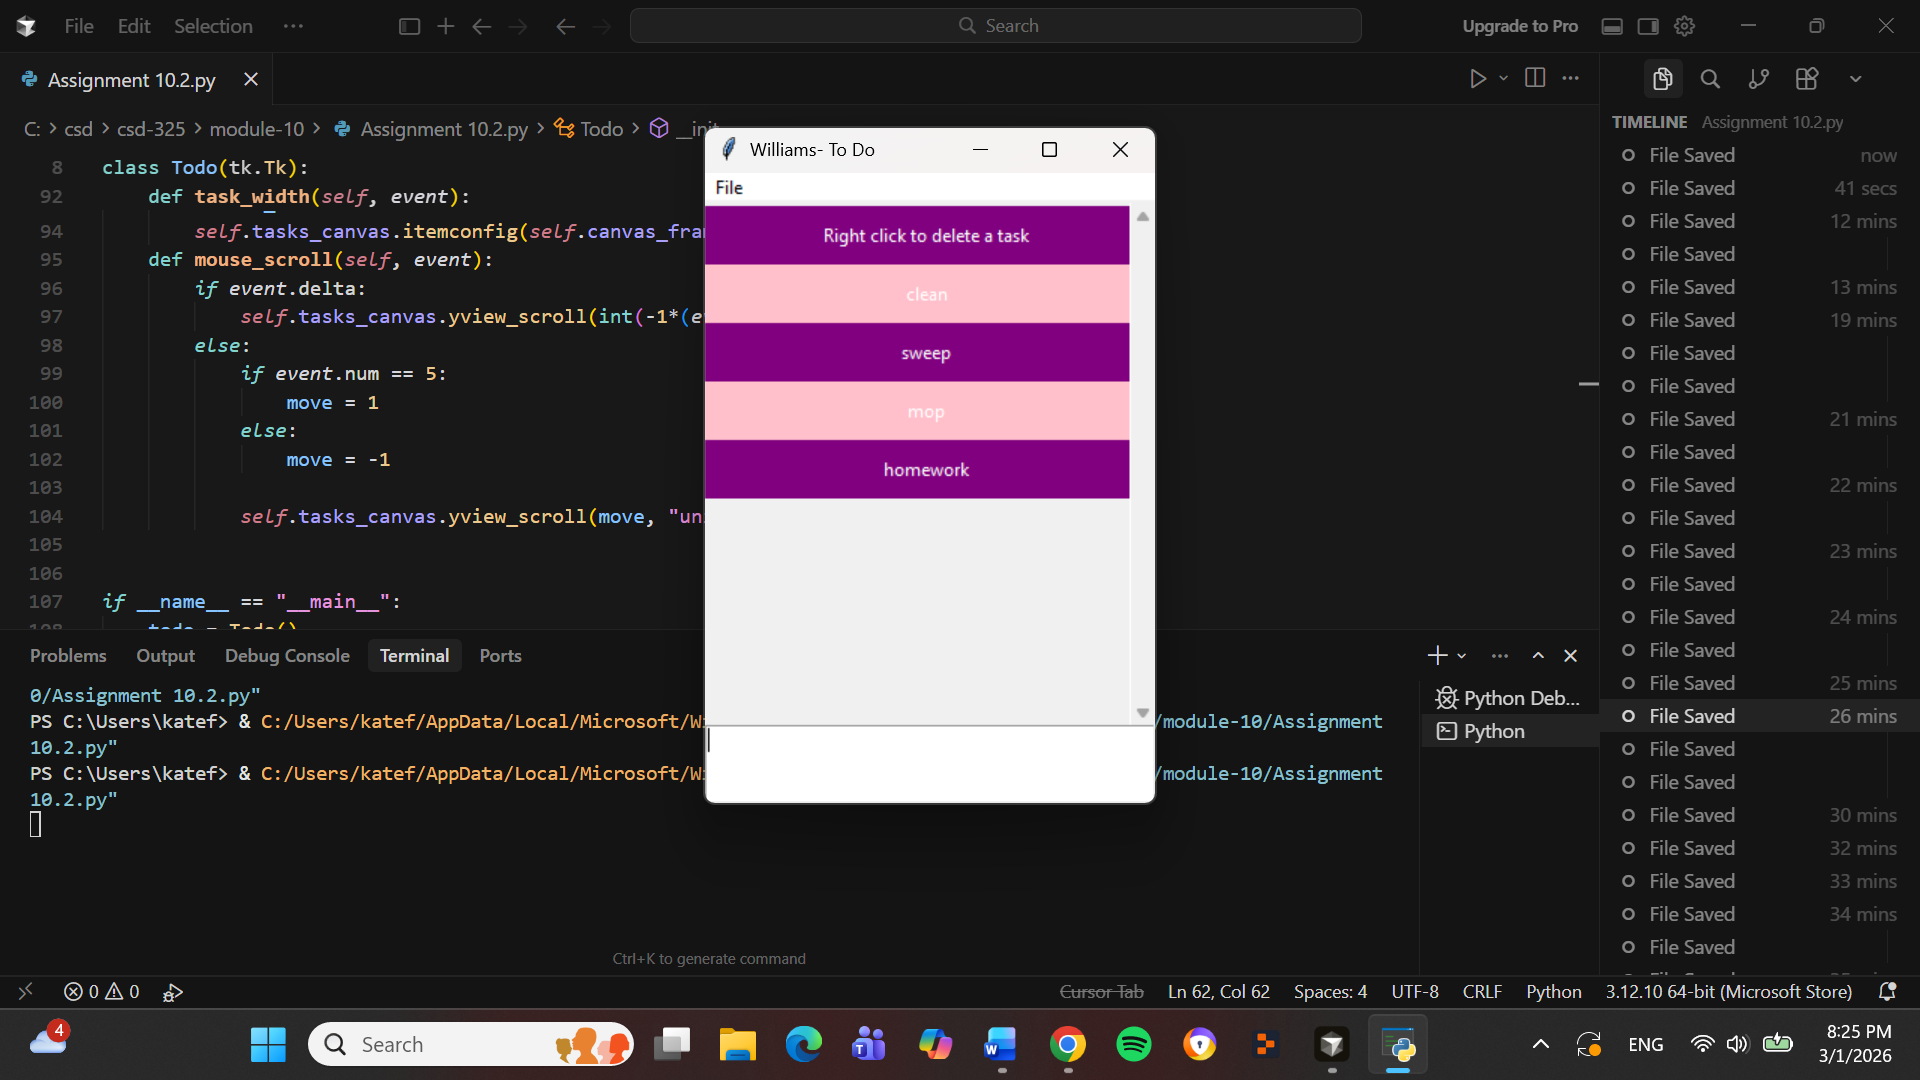 File Edit Selection ··· Search Upgrade to Pro
Assignment 10.2.py
C: > csd > csd-325 > module-10 > Assignment 10.2.py > Todo > __init
8 class Todo(tk.Tk):
92 def task_width(self, event):
94 self.tasks_canvas.itemconfig(self.canvas_fra
95 def mouse_scroll(self, event):
96 if event.delta:
97 self.tasks_canvas.yview_scroll(int(-1*(e
98 else:
99 if event.num == 5:
100 move = 1
101 else:
102 move = -1
103
104 self.tasks_canvas.yview_scroll(move, "un
105
106
107 if __name__ == "__main__":
108 todo = Todo()
Williams- To Do
File
Right click to delete a task
clean
sweep
mop
homework
Problems Output Debug Console Terminal Ports
0/Assignment 10.2.py"
PS C:\Users\katef> & C:/Users/katef/AppData/Local/Microsoft/W /module-10/Assignment
10.2.py"
PS C:\Users\katef> & C:/Users/katef/AppData/Local/Microsoft/W /module-10/Assignment
10.2.py"
Ctrl+K to generate command
Python Deb...
Python
TIMELINE Assignment 10.2.py
File Saved now
File Saved 41 secs
File Saved 12 mins
File Saved
File Saved 13 mins
File Saved 19 mins
File Saved
File Saved
File Saved 21 mins
File Saved
File Saved 22 mins
File Saved
File Saved 23 mins
File Saved
File Saved 24 mins
File Saved
File Saved 25 mins
File Saved 26 mins
File Saved
File Saved
File Saved 30 mins
File Saved 32 mins
File Saved 33 mins
File Saved 34 mins
File Saved
0 0 Cursor Tab Ln 62, Col 62 Spaces: 4 UTF-8 CRLF Python 3.12.10 64-bit (Microsoft Store)
4 Search ENG 8:25 PM
3/1/2026